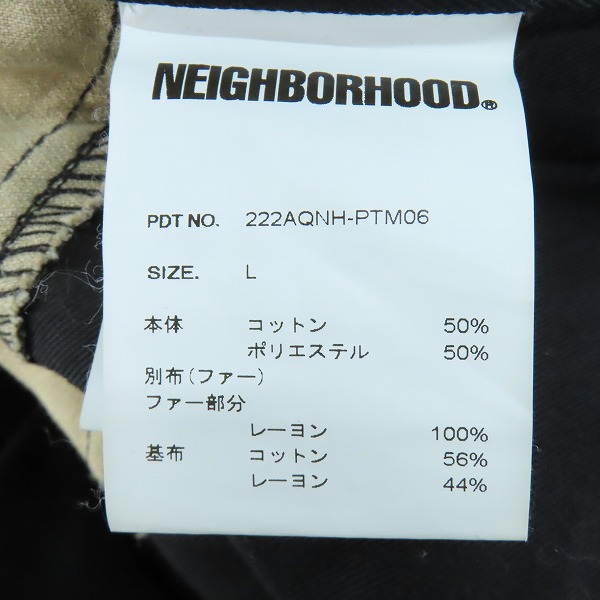 NEIGHBORHOOD®
PDT NO. 222AQNH-PTM06
SIZE. L
本体 コットン 50%
ポリエステル 50%
別布(ファー)
ファー部分
レーヨン 100%
基布 コットン 56%
レーヨン 44%